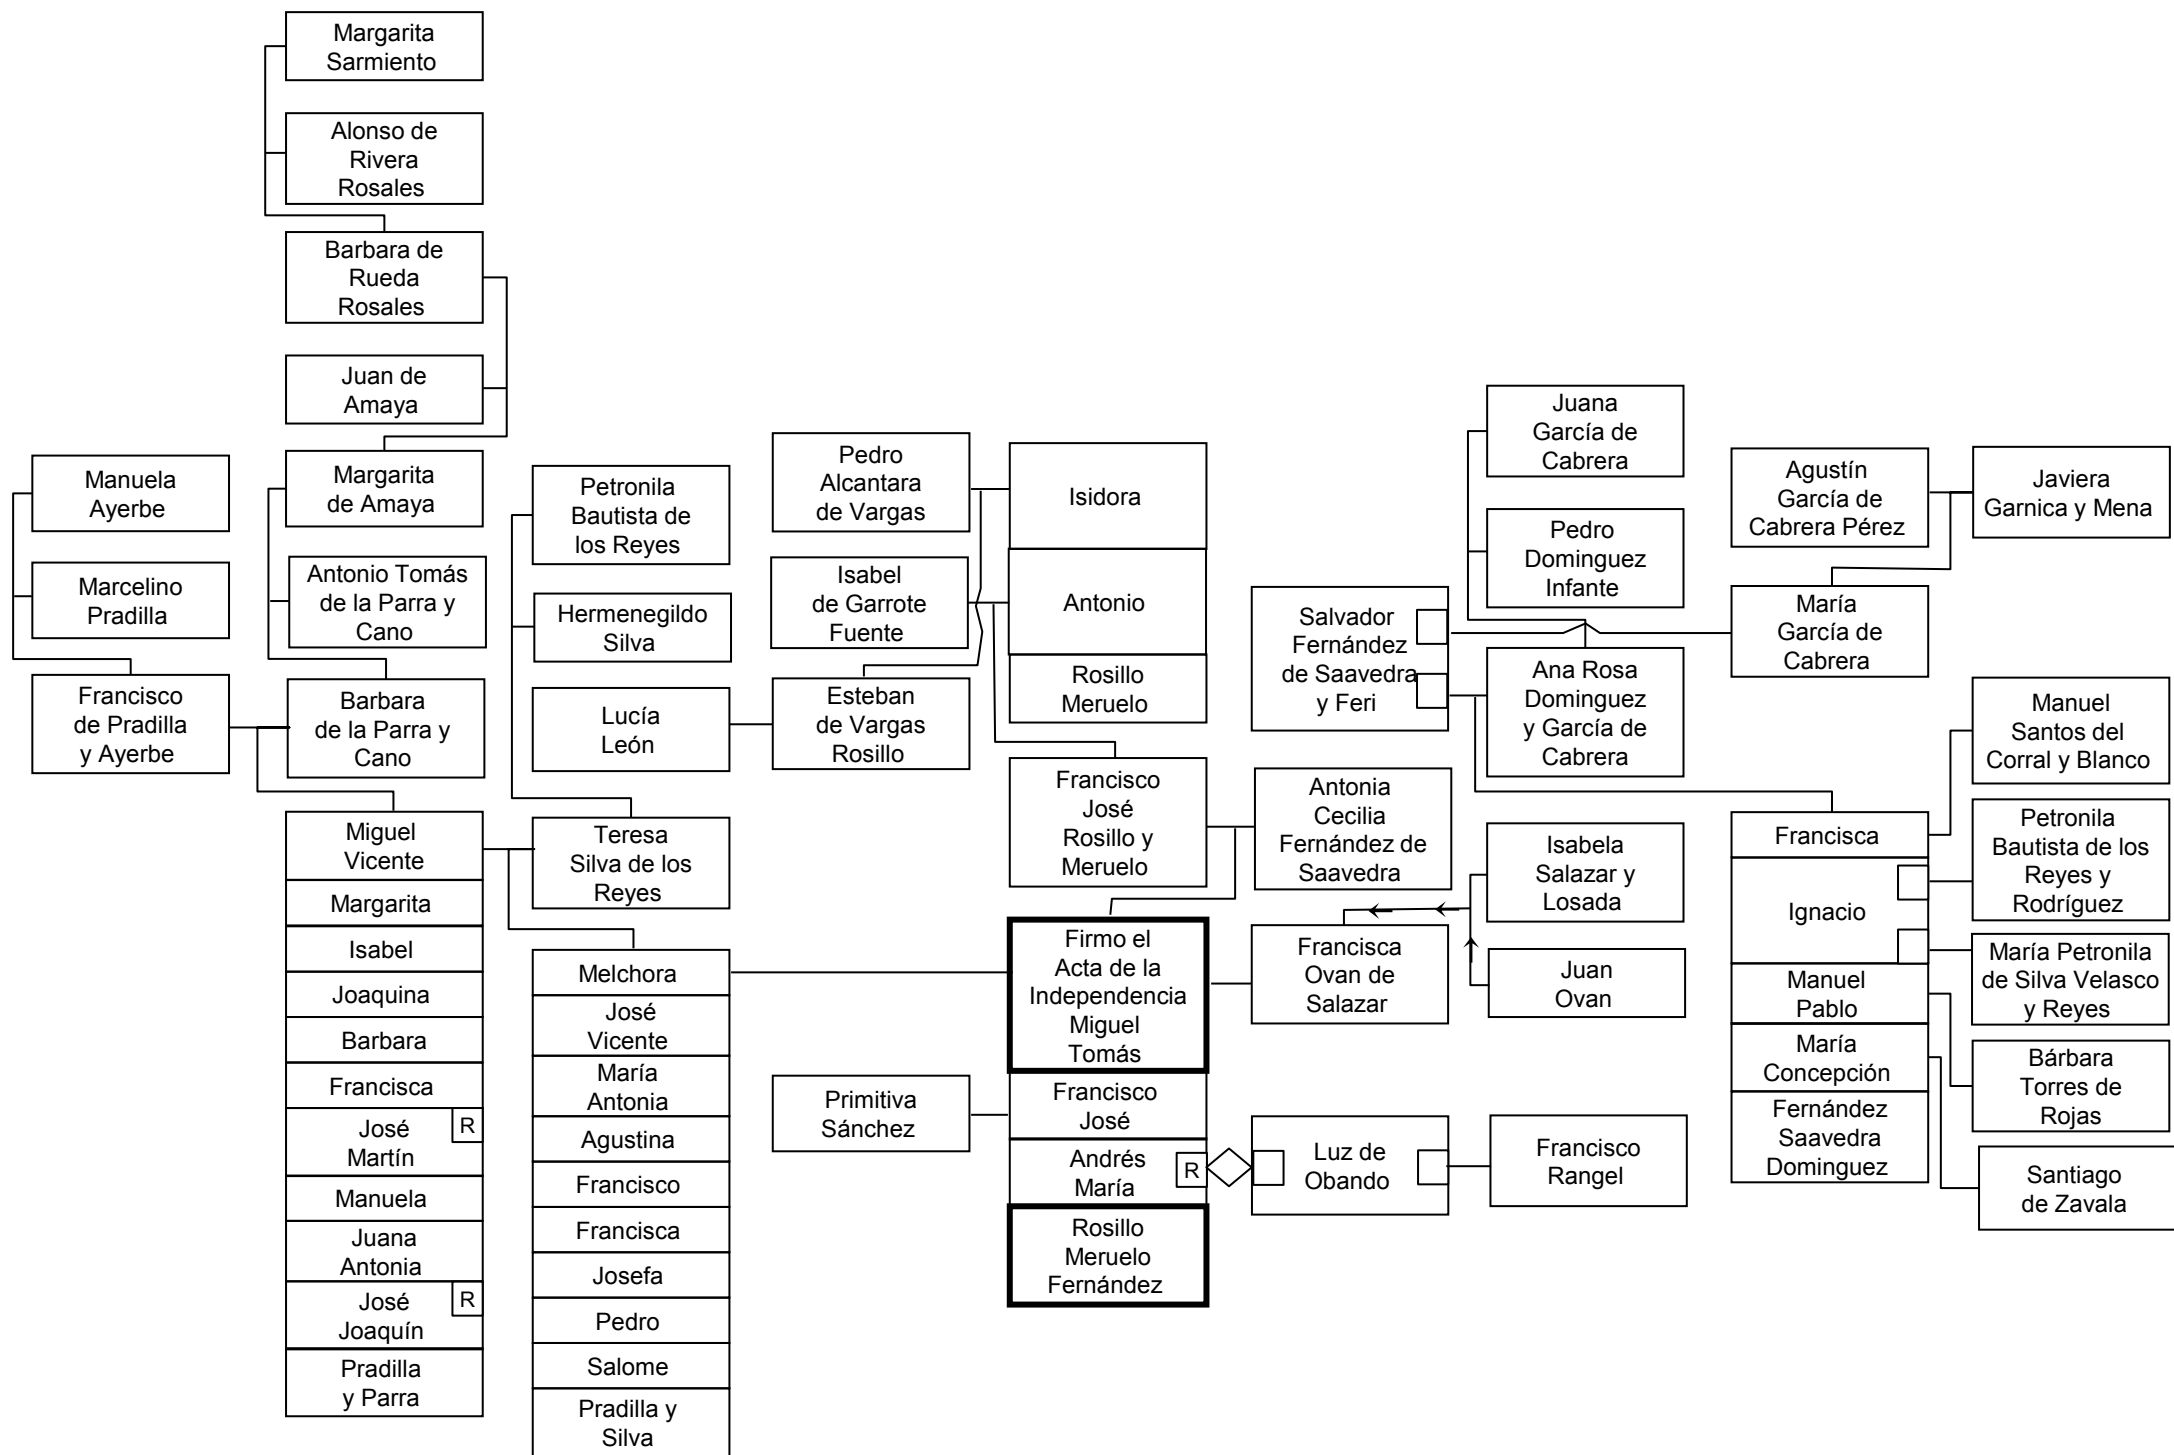 Margarita
Sarmiento
Alonso de
Rivera
Rosales
Barbara de
Rueda
Rosales
Juan de
Amaya
Manuela
Ayerbe
Marcelino
Pradilla
Francisco
de Pradilla
y Ayerbe
Margarita
de Amaya
Antonio Tomás
de la Parra y
Cano
Barbara
de la Parra y
Cano
Miguel
Vicente
Margarita
Isabel
Joaquina
Barbara
Francisca
José
Martín
R
Manuela
Juana
Antonia
José
Joaquín
R
Pradilla
y Parra
Petronila
Bautista de
los Reyes
Hermenegildo
Silva
Lucía
León
Teresa
Silva de los
Reyes
Melchora
José
Vicente
María
Antonia
Agustina
Francisco
Francisca
Josefa
Pedro
Salome
Pradilla y
Silva
Pedro
Alcantara
de Vargas
Isabel
de Garrote
Fuente
Esteban
de Vargas
Rosillo
Primitiva
Sánchez
Isidora
Antonio
Rosillo
Meruelo
Francisco
José
Rosillo y
Meruelo
Firmo el
Acta de la
Independencia
Miguel
Tomás
Francisco
José
Andrés
María
R
Rosillo
Meruelo
Fernández
Salvador
Fernández
de Saavedra
y Feri
Antonia
Cecilia
Fernández de
Saavedra
Francisca
Ovan de
Salazar
Luz de
Obando
Juana
García de
Cabrera
Pedro
Dominguez
Infante
Ana Rosa
Dominguez
y García de
Cabrera
Isabela
Salazar y
Losada
Juan
Ovan
Francisco
Rangel
Agustín
García de
Cabrera Pérez
María
García de
Cabrera
Francisca
Ignacio
Manuel
Pablo
María
Concepción
Fernández
Saavedra
Dominguez
Javiera
Garnica y Mena
Manuel
Santos del
Corral y Blanco
Petronila
Bautista de los
Reyes y
Rodríguez
María Petronila
de Silva Velasco
y Reyes
Bárbara
Torres de
Rojas
Santiago
de Zavala